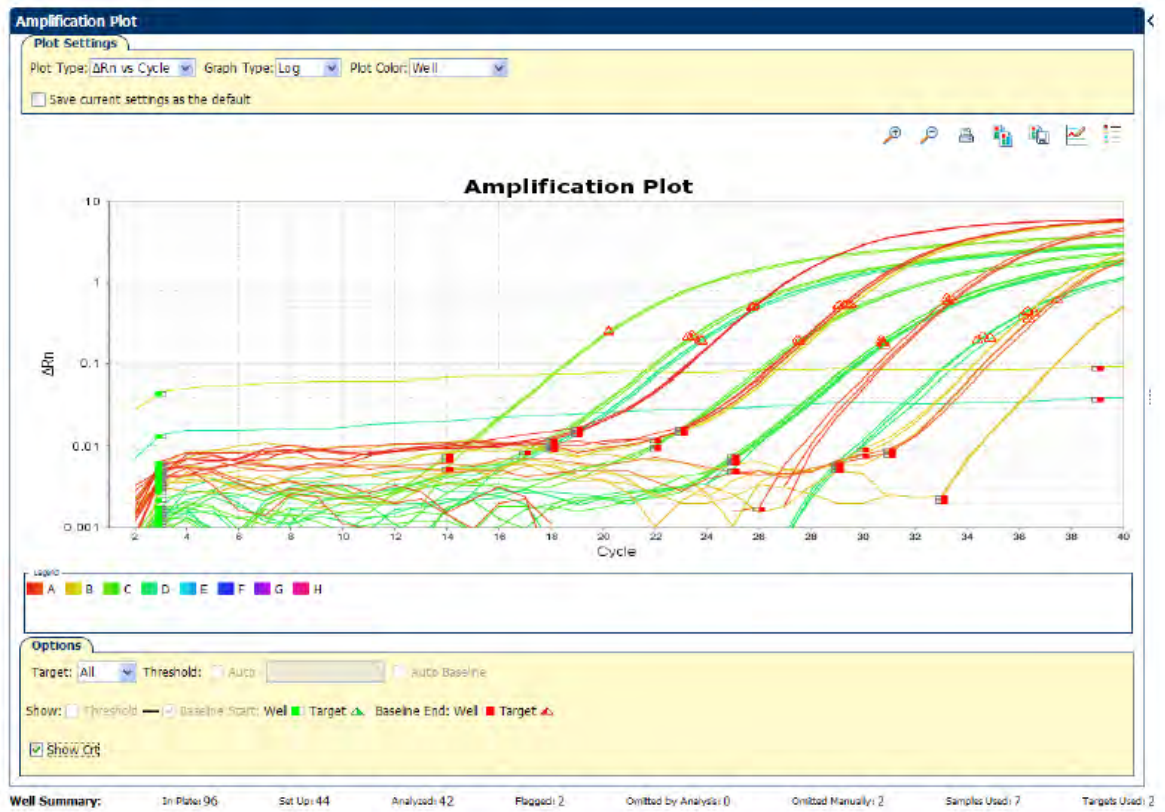 Amplification Plot
Plot Settings
Plot Type: ΔRn vs Cycle Graph Type: Log Plot Color: Well
Save current settings as the default
Amplification Plot
10
1
0.1
0.01
0.001
ΔRn
2 4 6 8 10 12 14 16 18 20 22 24 26 28 30 32 34 36 38 40
Cycle
Legend
A B C D E F G H
Options
Target: All Threshold: Auto Auto Baseline
Show: Threshold Baseline Start: Well Target Baseline End: Well Target
Show Crt
Well Summary: In Plate: 96 Set Up: 44 Analyzed: 42 Flagged: 2 Omitted by Analysis: 0 Omitted Manually: 2 Samples Used: 7 Targets Used: 2